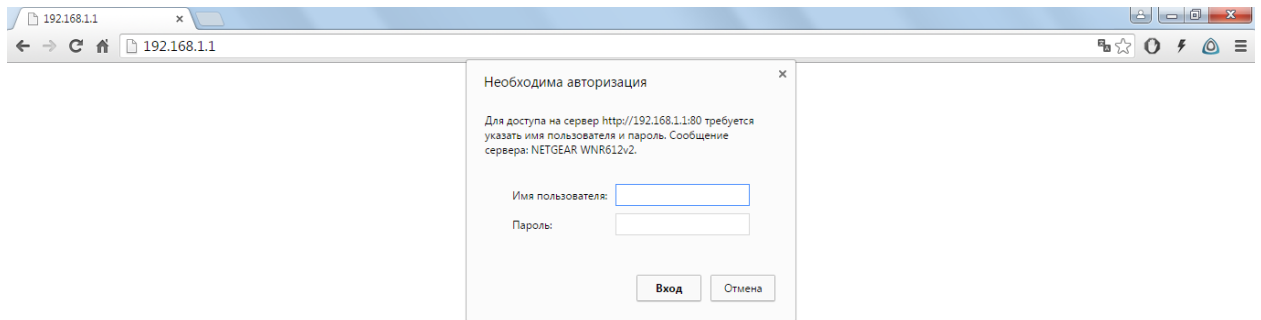 192.168.1.1
192.168.1.1
Необходима авторизация
Для доступа на сервер http://192.168.1.1:80 требуется
указать имя пользователя и пароль. Сообщение
сервера: NETGEAR WNR612v2.
Имя пользователя:
Пароль:
Вход
Отмена